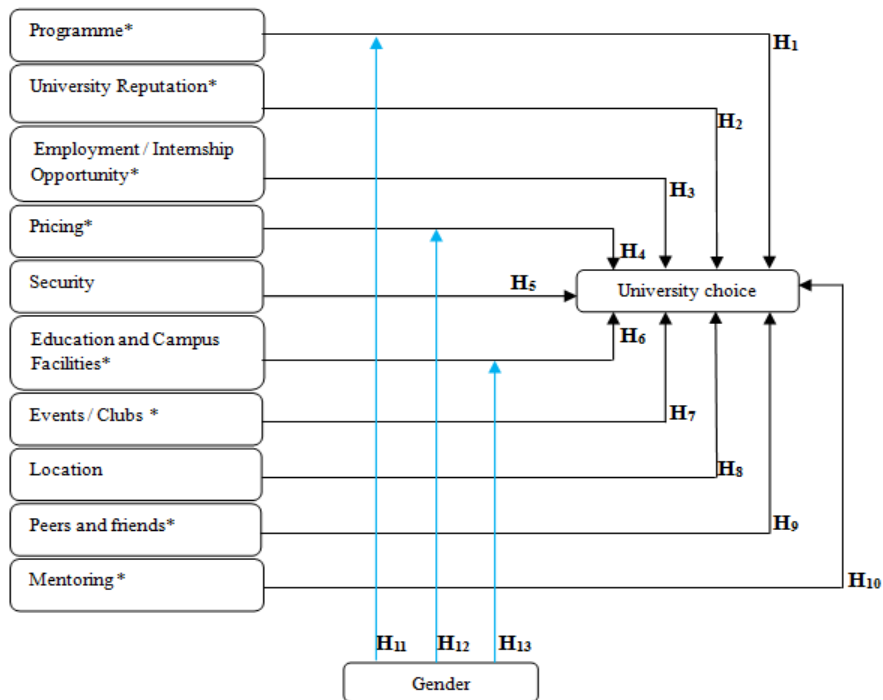 Programme*
H1
University Reputation*
H2
Employment / Internship
Opportunity*
H3
Pricing*
H4
Security
H5
University choice
Education and Campus
Facilities*
H6
Events / Clubs *
H7
Location
H8
Peers and friends*
H9
Mentoring *
H10
H11
H12
H13
Gender